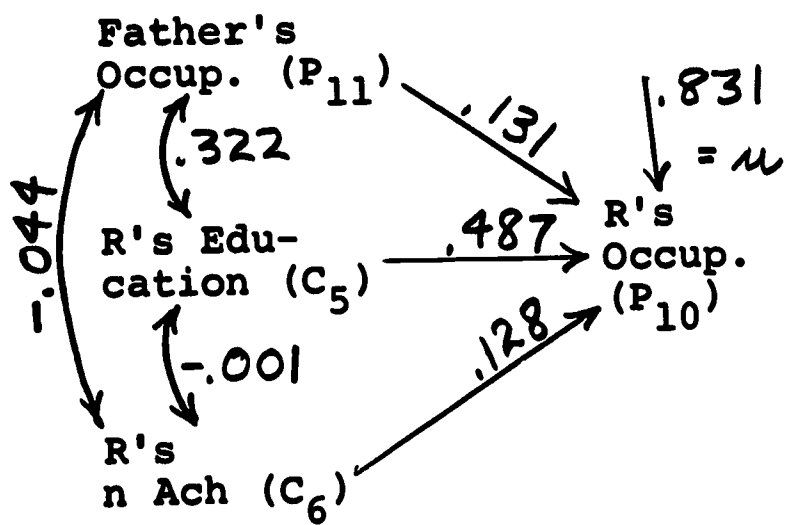 Father's
Occup. (P11)
.131
.831
= u
.322
-.044
R's Edu-
cation (C5)
.487
R's
Occup.
(P10)
-.001
.128
R's
n Ach (C6)